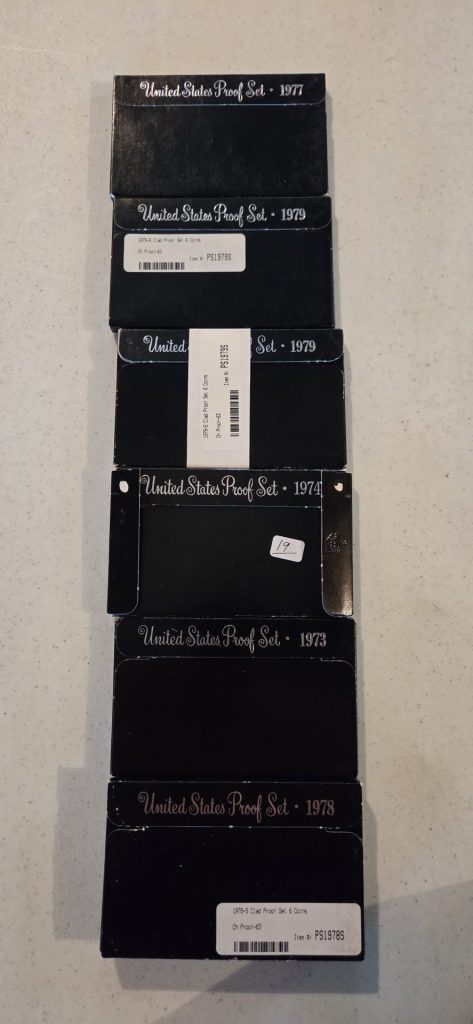 United States Proof Set · 1977
United States Proof Set · 1979
1979-S Clad Proof Set 6 Coins
Ch Proof-63
Item #: PS1979S
United Set · 1979
1979-S Clad Proof Set 6 Coins
Ch Proof-63
Item #: PS1979S
United States Proof Set · 1974
19
United States Proof Set · 1973
United States Proof Set · 1978
1978-S Clad Proof Set 6 Coins
Ch Proof-63
Item #: PS1978S